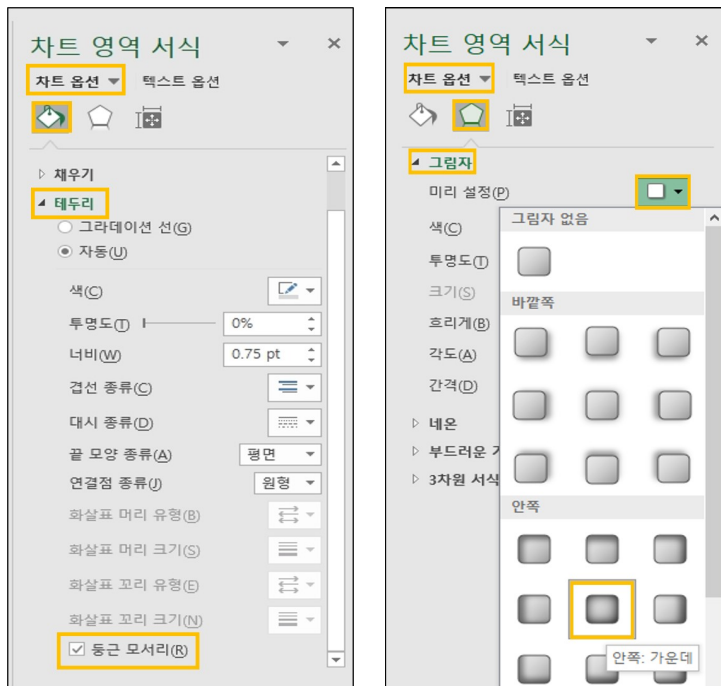 차트 영역 서식
차트 옵션 텍스트 옵션
채우기
테두리
그라데이션 선(G)
자동(U)
색(C)
투명도(T) 0%
너비(W) 0.75 pt
겹선 종류(C)
대시 종류(D)
끝 모양 종류(A) 평면
연결점 종류(J) 원형
화살표 머리 유형(B)
화살표 머리 크기(S)
화살표 꼬리 유형(E)
화살표 꼬리 크기(N)
둥근 모서리(R)
차트 영역 서식
차트 옵션 텍스트 옵션
그림자
미리 설정(P)
색(C)
투명도(T)
크기(S)
흐리게(B)
각도(A)
간격(D)
네온
부드러운
3차원 서식
그림자 없음
바깥쪽
안쪽
안쪽: 가운데